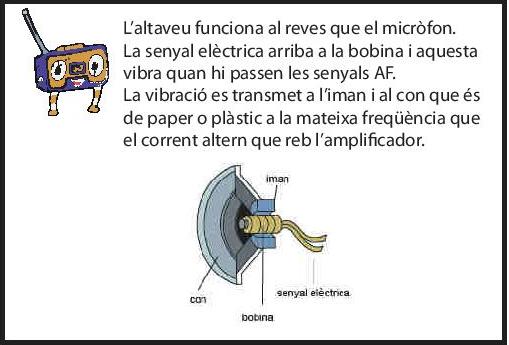 L'altaveu funciona al reves que el micròfon.
La senyal elèctrica arriba a la bobina i aquesta
vibra quan hi passen les senyals AF.
La vibració es transmet a l'iman i al con que és
de paper o plàstic a la mateixa freqüència que
el corrent altern que reb l'amplificador.
iman
senyal elèctrica
con
bobina